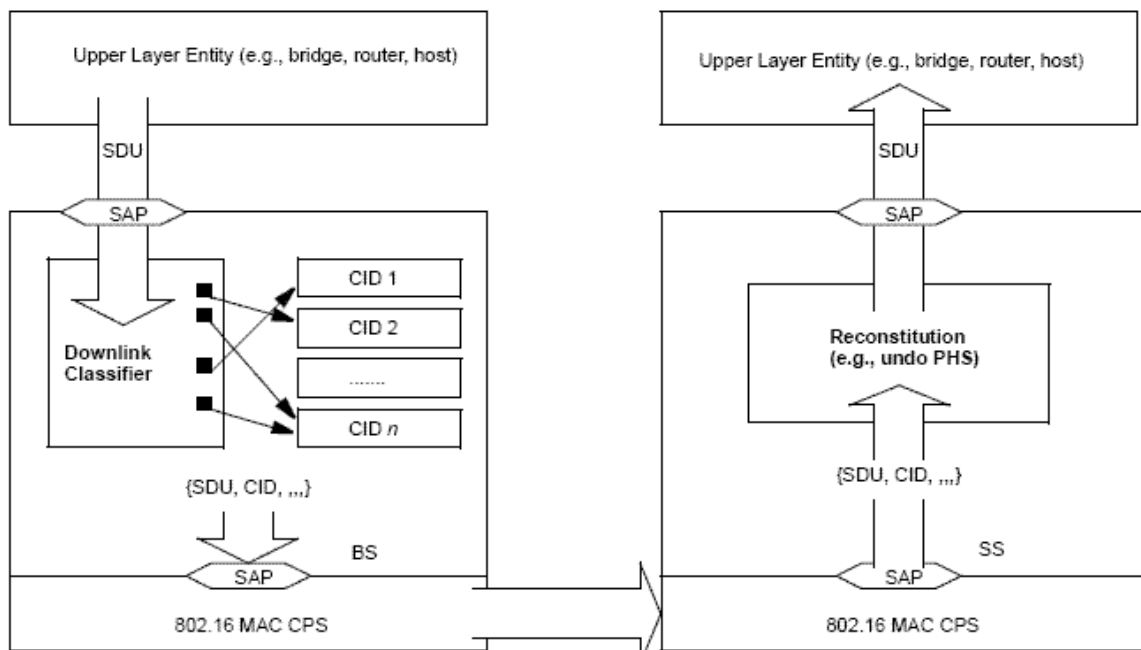 Upper Layer Entity (e.g., bridge, router, host)
SDU
SAP
Downlink
Classifier
CID 1
CID 2
.......
CID n
{SDU, CID, ,,,}
BS
SAP
802.16 MAC CPS
Upper Layer Entity (e.g., bridge, router, host)
SDU
SAP
Reconstitution
(e.g., undo PHS)
{SDU, CID, ,,,}
SS
SAP
802.16 MAC CPS